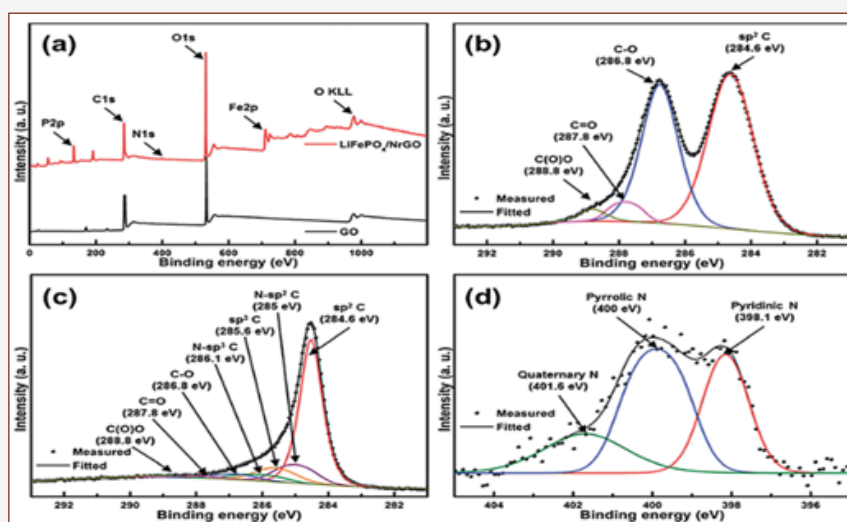 (a)
O1s
C1s
P2p
N1s
Fe2p
O KLL
LiFePO₄/NrGO
GO
Intensity (a. u.)
0 200 400 600 800 1000
Binding energy (eV)
(b)
sp² C
(284.6 eV)
C-O
(286.8 eV)
C=O
(287.8 eV)
C(O)O
(288.8 eV)
Measured
Fitted
Intensity (a. u.)
292 290 288 286 284 282
Binding energy (eV)
(c)
N-sp² C
(285 eV)
sp³ C
(285.6 eV)
sp² C
(284.6 eV)
N-sp³ C
(286.1 eV)
C-O
(286.8 eV)
C=O
(287.8 eV)
C(O)O
(288.8 eV)
Measured
Fitted
Intensity (a. u.)
292 290 288 286 284 282
Binding energy (eV)
(d)
Pyrrolic N
(400 eV)
Pyridinic N
(398.1 eV)
Quaternary N
(401.6 eV)
Measured
Fitted
Intensity (a. u.)
404 402 400 398 396
Binding energy (eV)